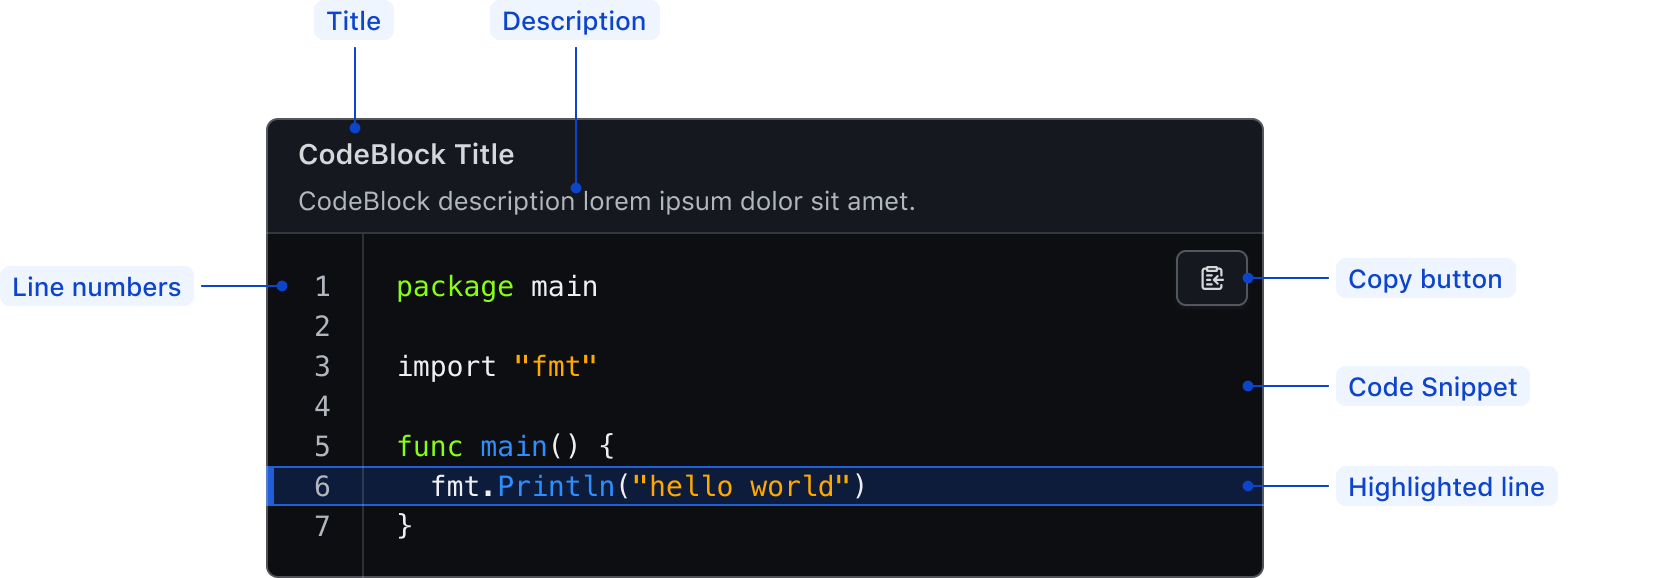 Title
Description
CodeBlock Title
CodeBlock description lorem ipsum dolor sit amet.
Line numbers
1 package main
Copy button
2
3 import "fmt"
Code Snippet
4
5 func main() {
6   fmt.Println("hello world")
Highlighted line
7 }